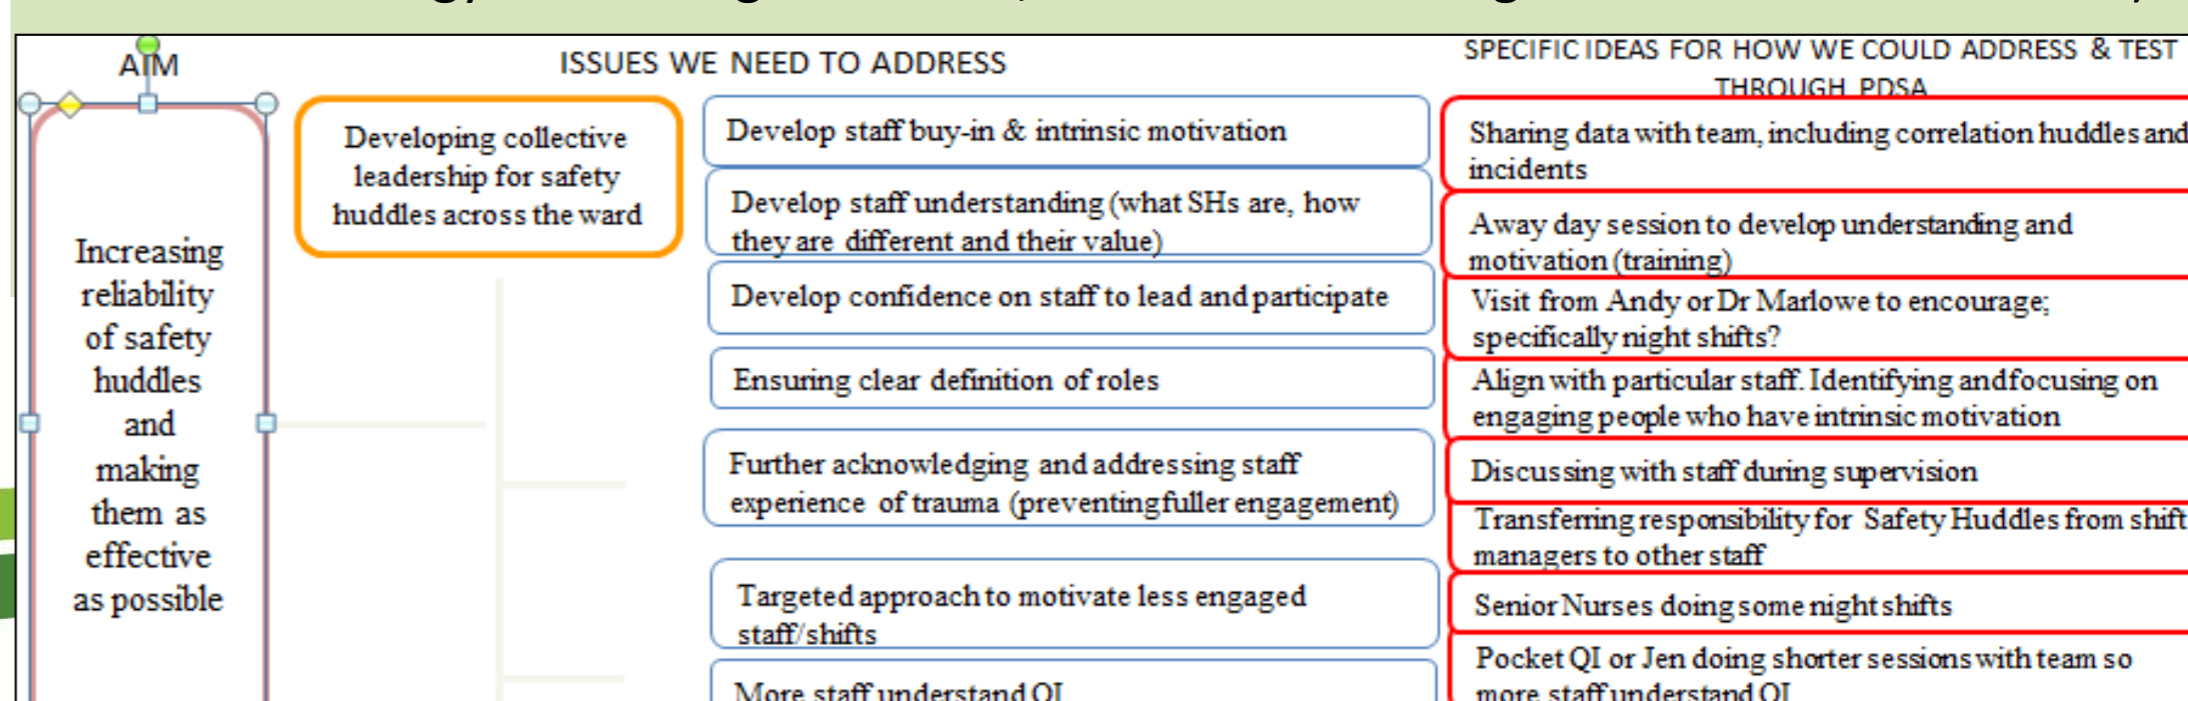 AIM
ISSUES WE NEED TO ADDRESS
SPECIFIC IDEAS FOR HOW WE COULD ADDRESS & TEST
THROUGH PDSA
Increasing
reliability
of safety
huddles
and
making
them as
effective
as possible
Developing collective
leadership for safety
huddles across the ward
Develop staff buy-in & intrinsic motivation
Develop staff understanding (what SHs are, how
they are different and their value)
Develop confidence on staff to lead and participate
Ensuring clear definition of roles
Further acknowledging and addressing staff
experience of trauma (preventing fuller engagement)
Targeted approach to motivate less engaged
staff/shifts
More staff understand QI
Sharing data with team, including correlation huddles and
incidents
Away day session to develop understanding and
motivation (training)
Visit from Andy or Dr Marlowe to encourage;
specifically night shifts?
Align with particular staff. Identifying and focusing on
engaging people who have intrinsic motivation
Discussing with staff during supervision
Transferring responsibility for Safety Huddles from shift
managers to other staff
Senior Nurses doing some night shifts
Pocket QI or Jen doing shorter sessions with team so
more staff understand QI